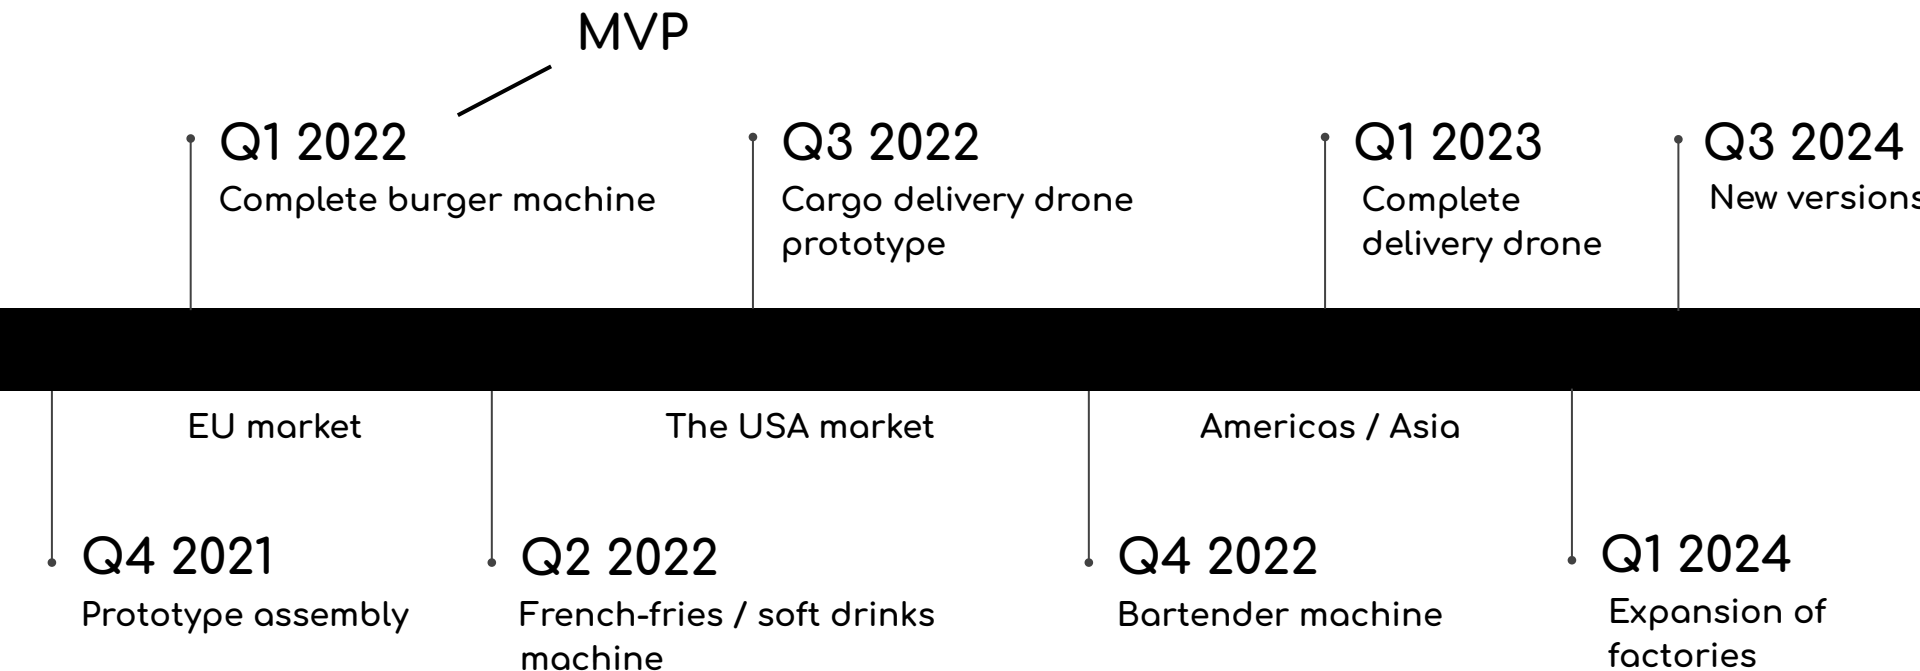 MVP
Q1 2022
Complete burger machine
Q3 2022
Cargo delivery drone
prototype
Q1 2023
Complete
delivery drone
Q3 2024
New versions
EU market
The USA market
Americas / Asia
Q4 2021
Prototype assembly
Q2 2022
French-fries / soft drinks
machine
Q4 2022
Bartender machine
Q1 2024
Expansion of
factories